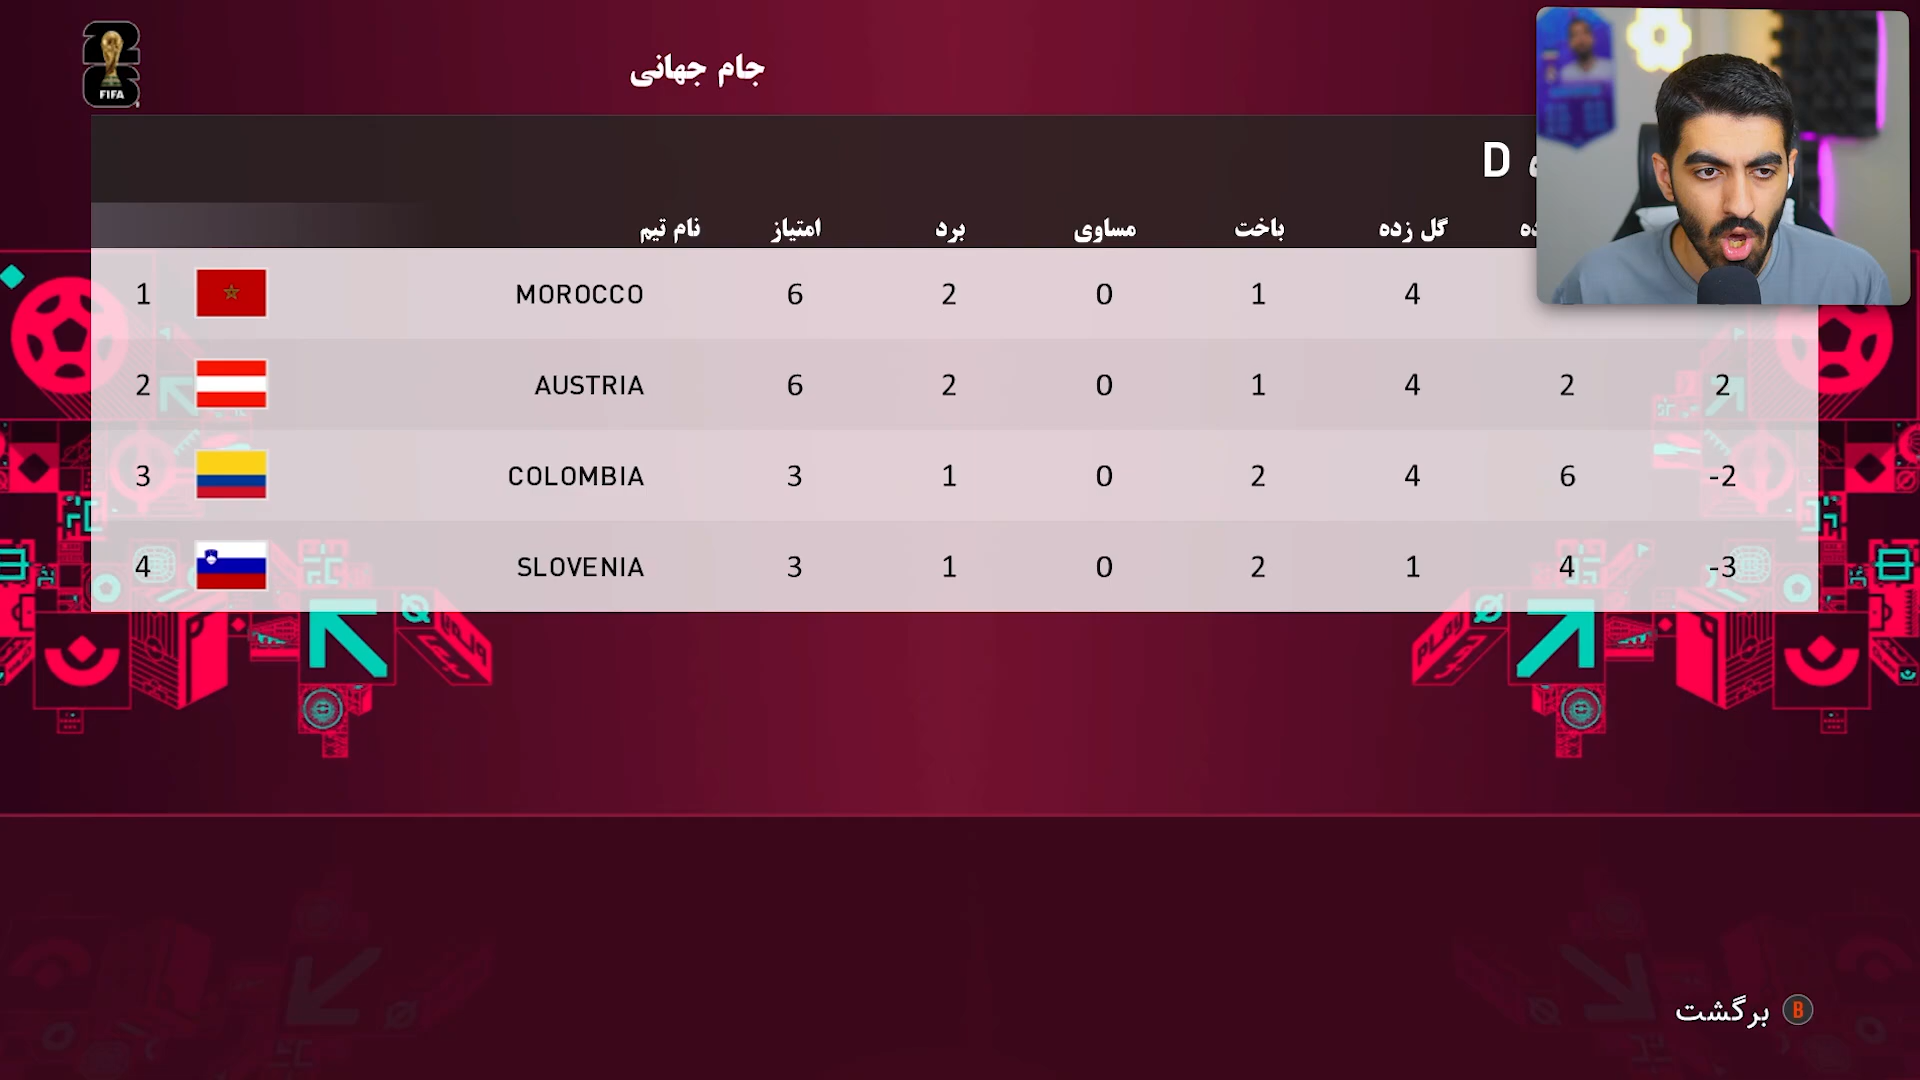 FIFA
جام جهانی
D
نام تیم امتیاز برد مساوی باخت گل زده
1 MOROCCO 6 2 0 1 4
2 AUSTRIA 6 2 0 1 4 2 2
3 COLOMBIA 3 1 0 2 4 6 -2
4 SLOVENIA 3 1 0 2 1 4 -3
PLAY
برگشت B